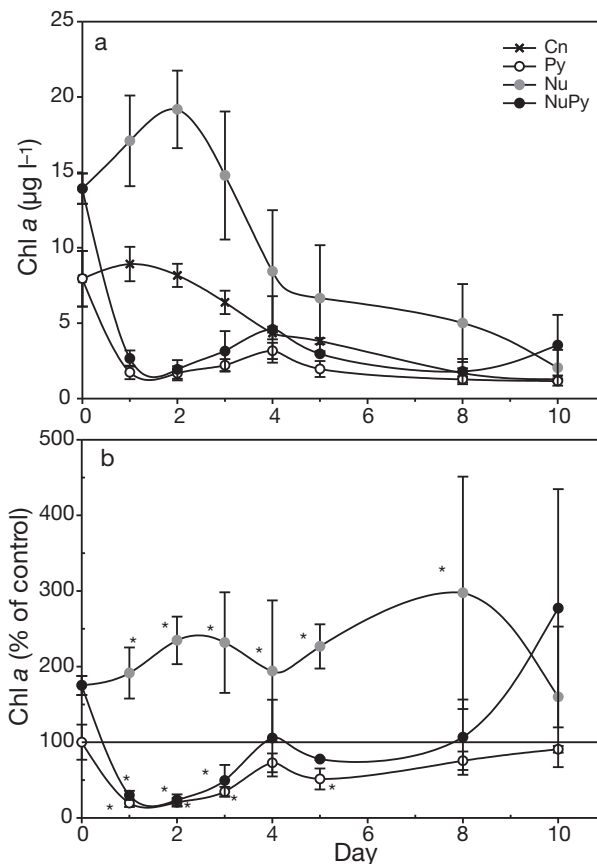 25
a
Cn
Py
20
Nu
NuPy
15
Chl a (µg l–1)
10
5
0
0 2 4 6 8 10
500
b
400
Chl a (% of control)
300
* * * * * *
200
100
* * * * * * *
0
0 2 4 6 8 10
Day